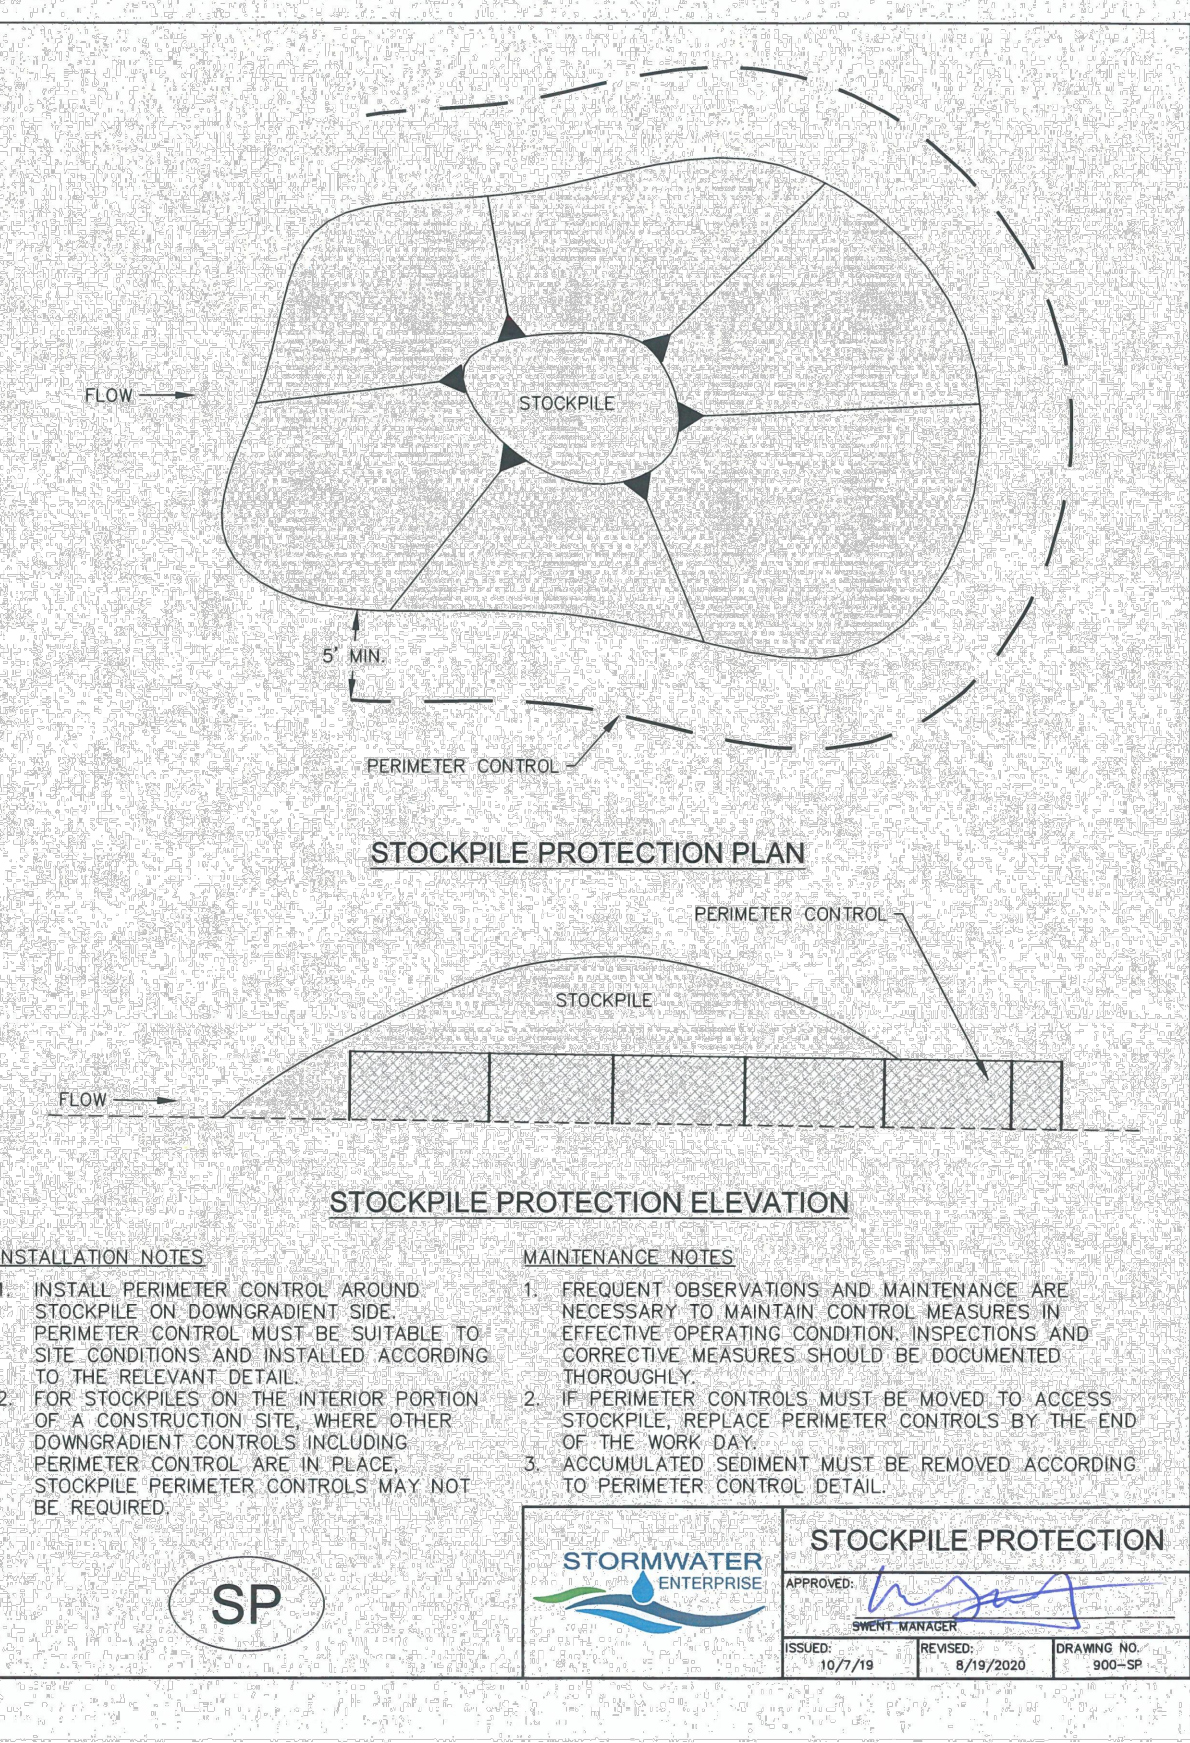 FLOW
STOCKPILE
5' MIN.
PERIMETER CONTROL
STOCKPILE PROTECTION PLAN
PERIMETER CONTROL
STOCKPILE
FLOW
STOCKPILE PROTECTION ELEVATION
NSTALLATION NOTES
1. INSTALL PERIMETER CONTROL AROUND
STOCKPILE ON DOWNGRADIENT SIDE.
PERIMETER CONTROL MUST BE SUITABLE TO
SITE CONDITIONS AND INSTALLED ACCORDING
TO THE RELEVANT DETAIL.
2. FOR STOCKPILES ON THE INTERIOR PORTION
OF A CONSTRUCTION SITE, WHERE OTHER
DOWNGRADIENT CONTROLS INCLUDING
PERIMETER CONTROL ARE IN PLACE,
STOCKPILE PERIMETER CONTROLS MAY NOT
BE REQUIRED.
MAINTENANCE NOTES
1. FREQUENT OBSERVATIONS AND MAINTENANCE ARE
NECESSARY TO MAINTAIN CONTROL MEASURES IN
EFFECTIVE OPERATING CONDITION. INSPECTIONS AND
CORRECTIVE MEASURES SHOULD BE DOCUMENTED
THOROUGHLY.
2. IF PERIMETER CONTROLS MUST BE MOVED TO ACCESS
STOCKPILE, REPLACE PERIMETER CONTROLS BY THE END
OF THE WORK DAY.
3. ACCUMULATED SEDIMENT MUST BE REMOVED ACCORDING
TO PERIMETER CONTROL DETAIL.
SP
STORMWATER
ENTERPRISE
STOCKPILE PROTECTION
APPROVED:
SWENT MANAGER
ISSUED:
10/7/19
REVISED:
8/19/2020
DRAWING NO.
900-SP